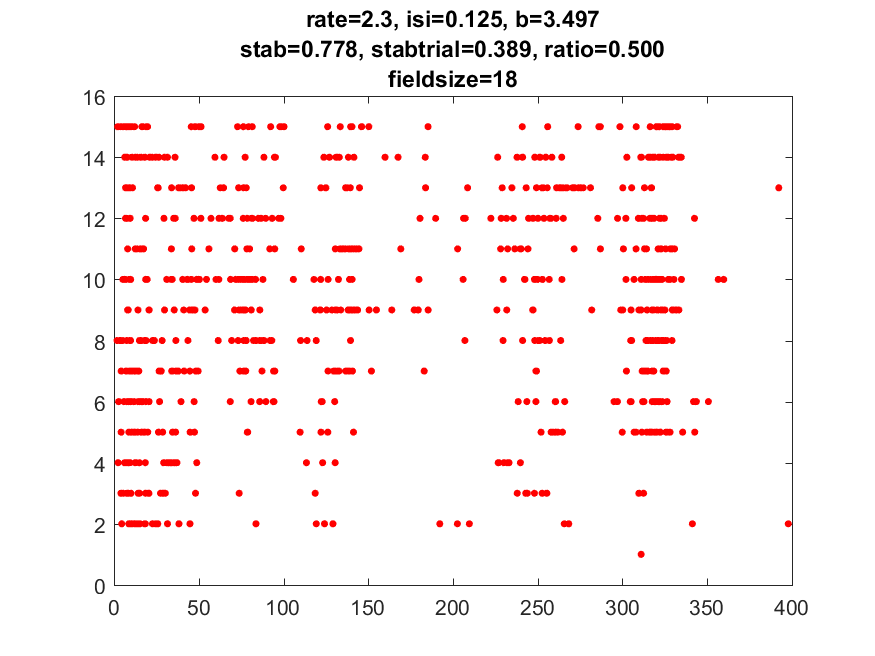 rate=2.3, isi=0.125, b=3.497
stab=0.778, stabtrial=0.389, ratio=0.500
fieldsize=18
16
14
12
10
8
6
4
2
0
0 50 100 150 200 250 300 350 400